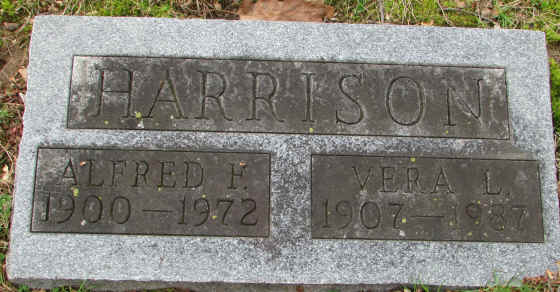 HARRISON
ALFRED F.
1900 — 1972
VERA L.
1907 — 1987